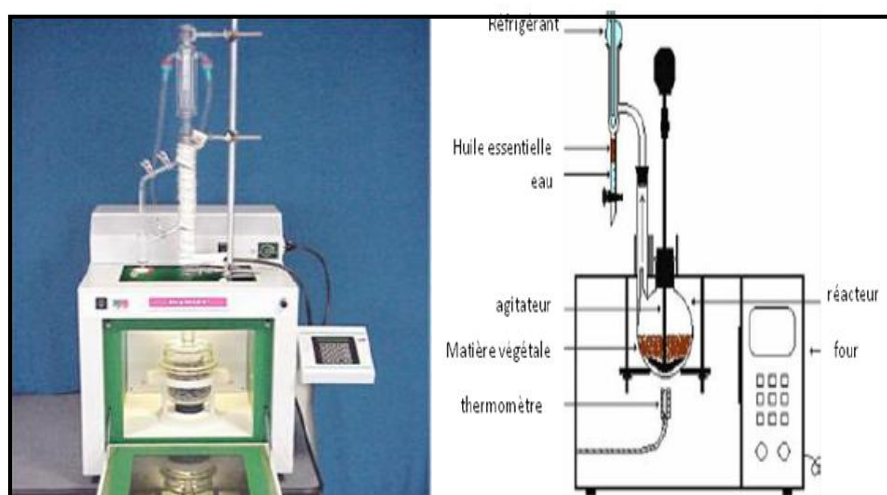 Réfrigérant
Huile essentielle
eau
agitateur
réacteur
Matière végétale
four
thermomètre